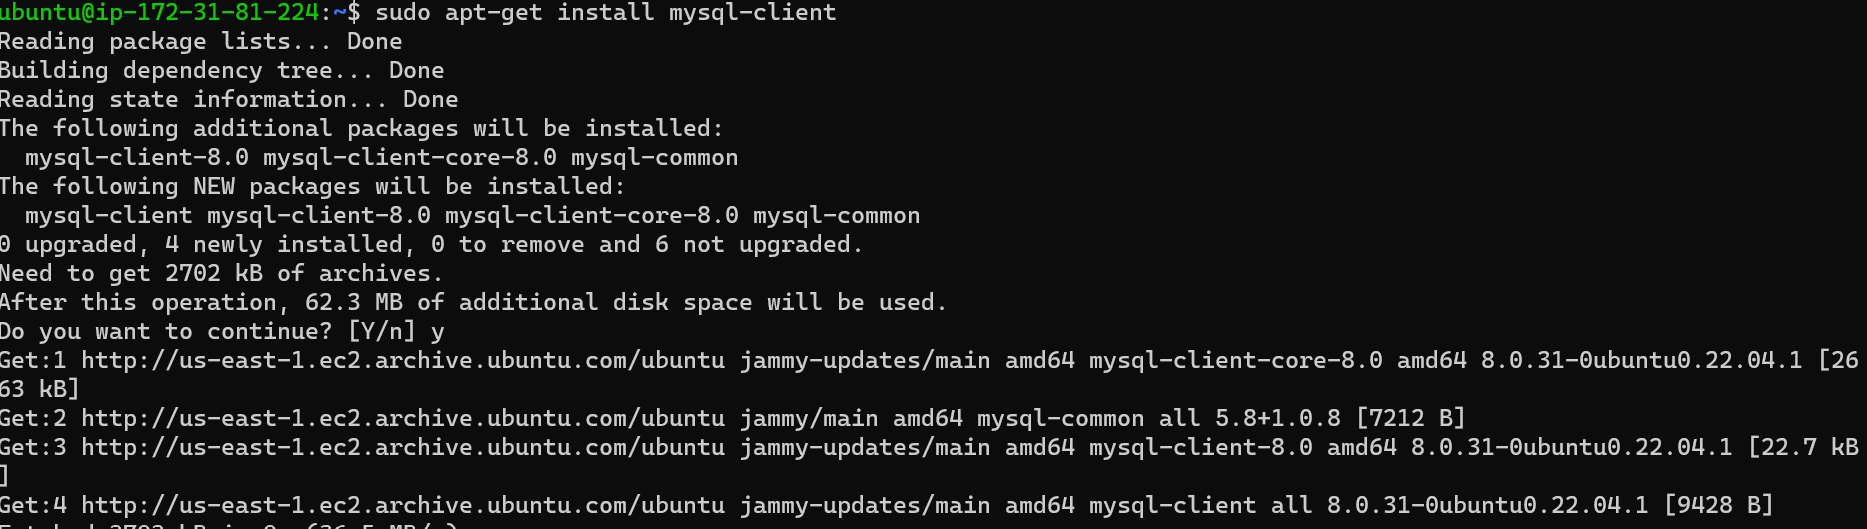 ubuntu@ip-172-31-81-224:~$ sudo apt-get install mysql-client
Reading package lists... Done
Building dependency tree... Done
Reading state information... Done
The following additional packages will be installed:
  mysql-client-8.0 mysql-client-core-8.0 mysql-common
The following NEW packages will be installed:
  mysql-client mysql-client-8.0 mysql-client-core-8.0 mysql-common
0 upgraded, 4 newly installed, 0 to remove and 6 not upgraded.
Need to get 2702 kB of archives.
After this operation, 62.3 MB of additional disk space will be used.
Do you want to continue? [Y/n] y
Get:1 http://us-east-1.ec2.archive.ubuntu.com/ubuntu jammy-updates/main amd64 mysql-client-core-8.0 amd64 8.0.31-0ubuntu0.22.04.1 [26
63 kB]
Get:2 http://us-east-1.ec2.archive.ubuntu.com/ubuntu jammy/main amd64 mysql-common all 5.8+1.0.8 [7212 B]
Get:3 http://us-east-1.ec2.archive.ubuntu.com/ubuntu jammy-updates/main amd64 mysql-client-8.0 amd64 8.0.31-0ubuntu0.22.04.1 [22.7 kB
]
Get:4 http://us-east-1.ec2.archive.ubuntu.com/ubuntu jammy-updates/main amd64 mysql-client all 8.0.31-0ubuntu0.22.04.1 [9428 B]